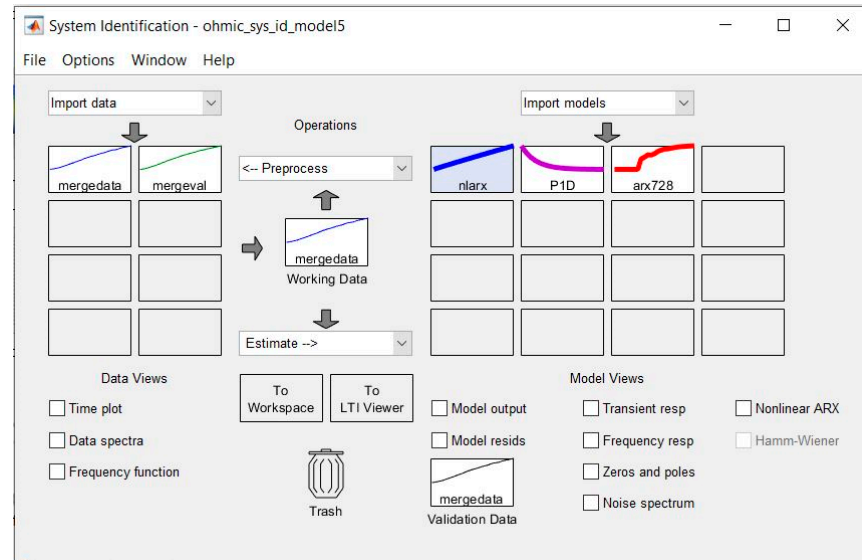 System Identification - ohmic_sys_id_model5
File Options Window Help
Import data
Import models
Operations
<-- Preprocess
mergedata mergeval
nlarx P1D arx728
mergedata
Working Data
Estimate -->
Data Views
Model Views
To Workspace
To LTI Viewer
Time plot
Data spectra
Frequency function
Model output
Transient resp
Nonlinear ARX
Model resids
Frequency resp
Hamm-Wiener
Zeros and poles
Noise spectrum
Trash
mergedata
Validation Data